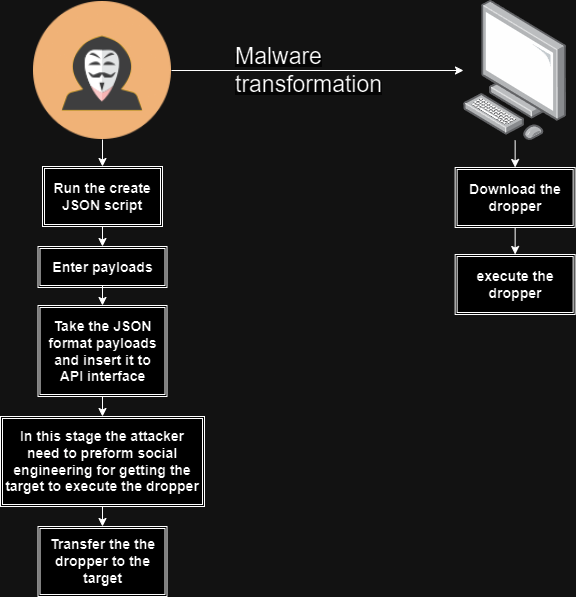 Malware
transformation
Run the create
JSON script
Enter payloads
Take the JSON
format payloads
and insert it to
API interface
In this stage the attacker
need to preform social
engineering for getting the
target to execute the dropper
Transfer the the
dropper to the
target
Download the
dropper
execute the
dropper